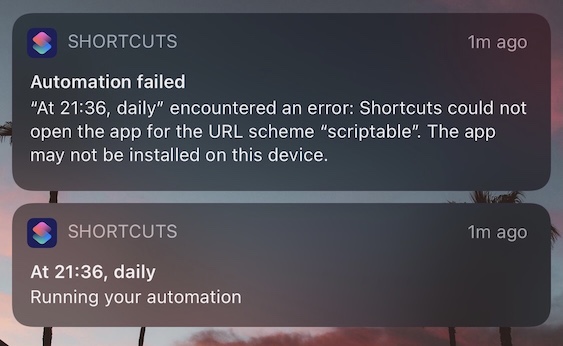 SHORTCUTS 1m ago
Automation failed
“At 21:36, daily” encountered an error: Shortcuts could not
open the app for the URL scheme “scriptable”. The app
may not be installed on this device.
SHORTCUTS 1m ago
At 21:36, daily
Running your automation